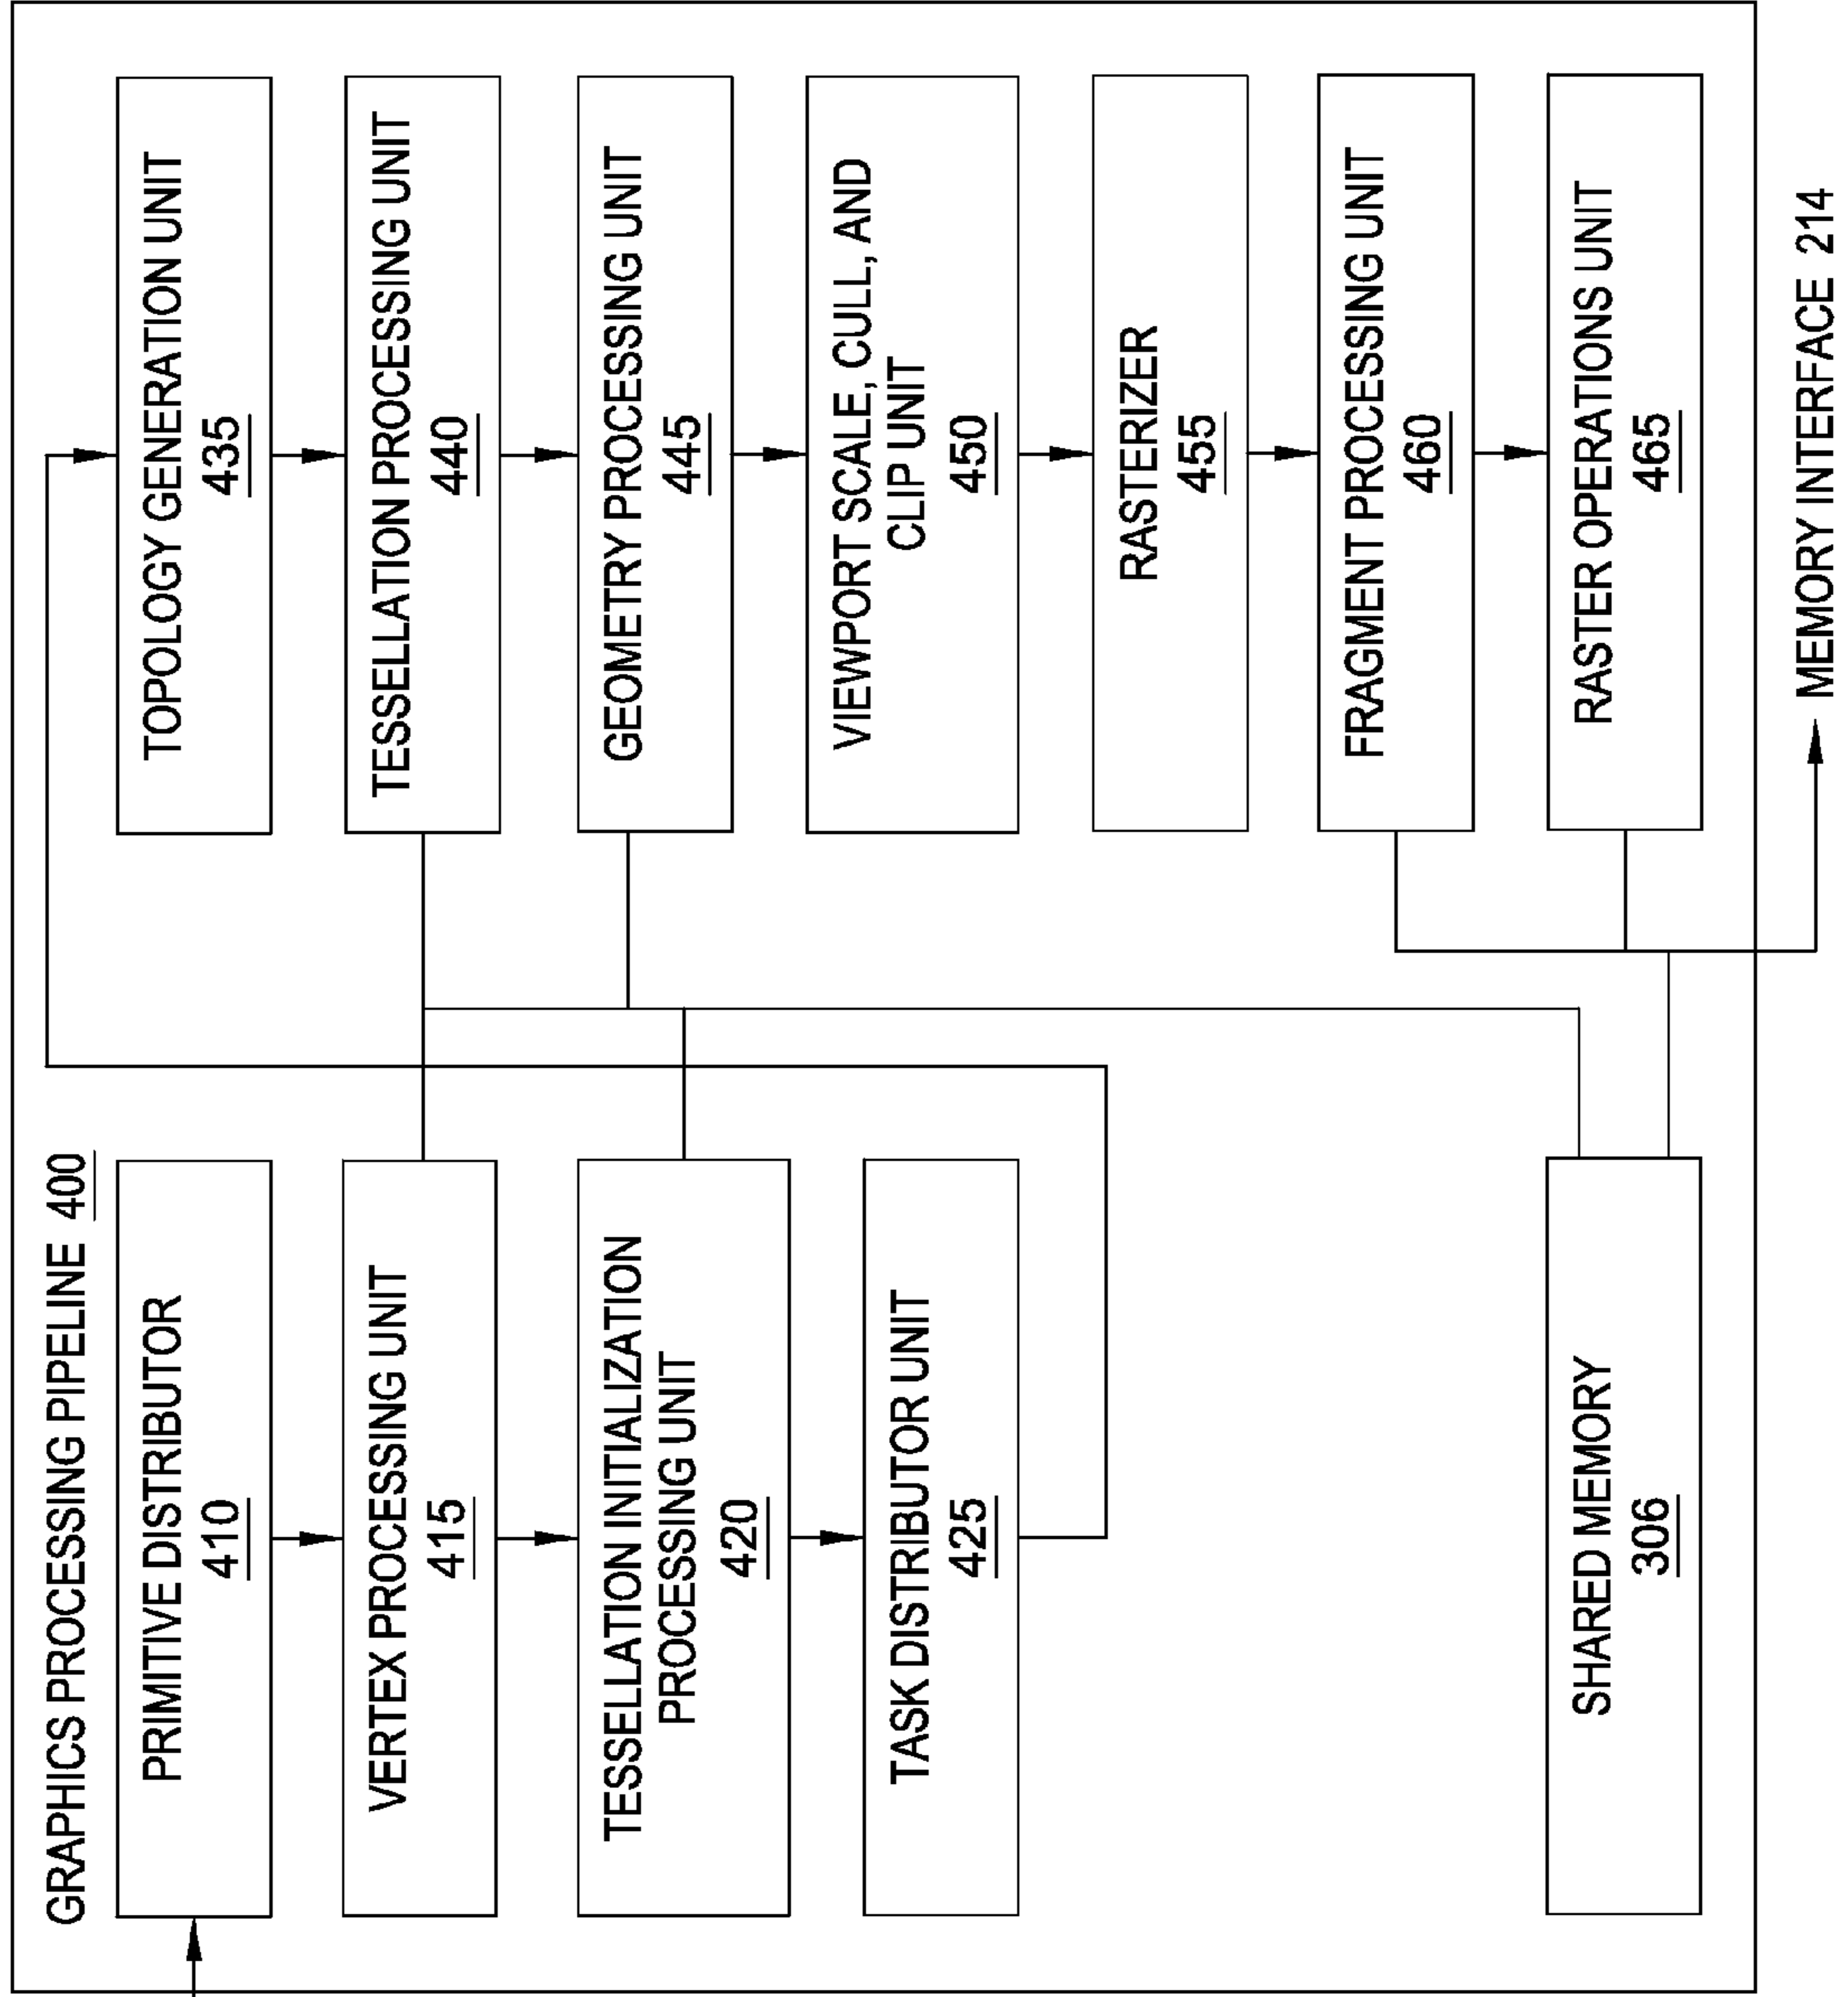 GRAPHICS PROCESSING PIPELINE 400
PRIMITIVE DISTRIBUTOR
410
VERTEX PROCESSING UNIT
415
TESSELLATION INITIALIZATION
PROCESSING UNIT
420
TASK DISTRIBUTOR UNIT
425
SHARED MEMORY
306
TOPOLOGY GENERATION UNIT
435
TESSELLATION PROCESSING UNIT
440
GEOMETRY PROCESSING UNIT
445
VIEWPORT SCALE, CULL, AND
CLIP UNIT
450
RASTERIZER
455
FRAGMENT PROCESSING UNIT
460
RASTER OPERATIONS UNIT
465
MEMORY INTERFACE 214